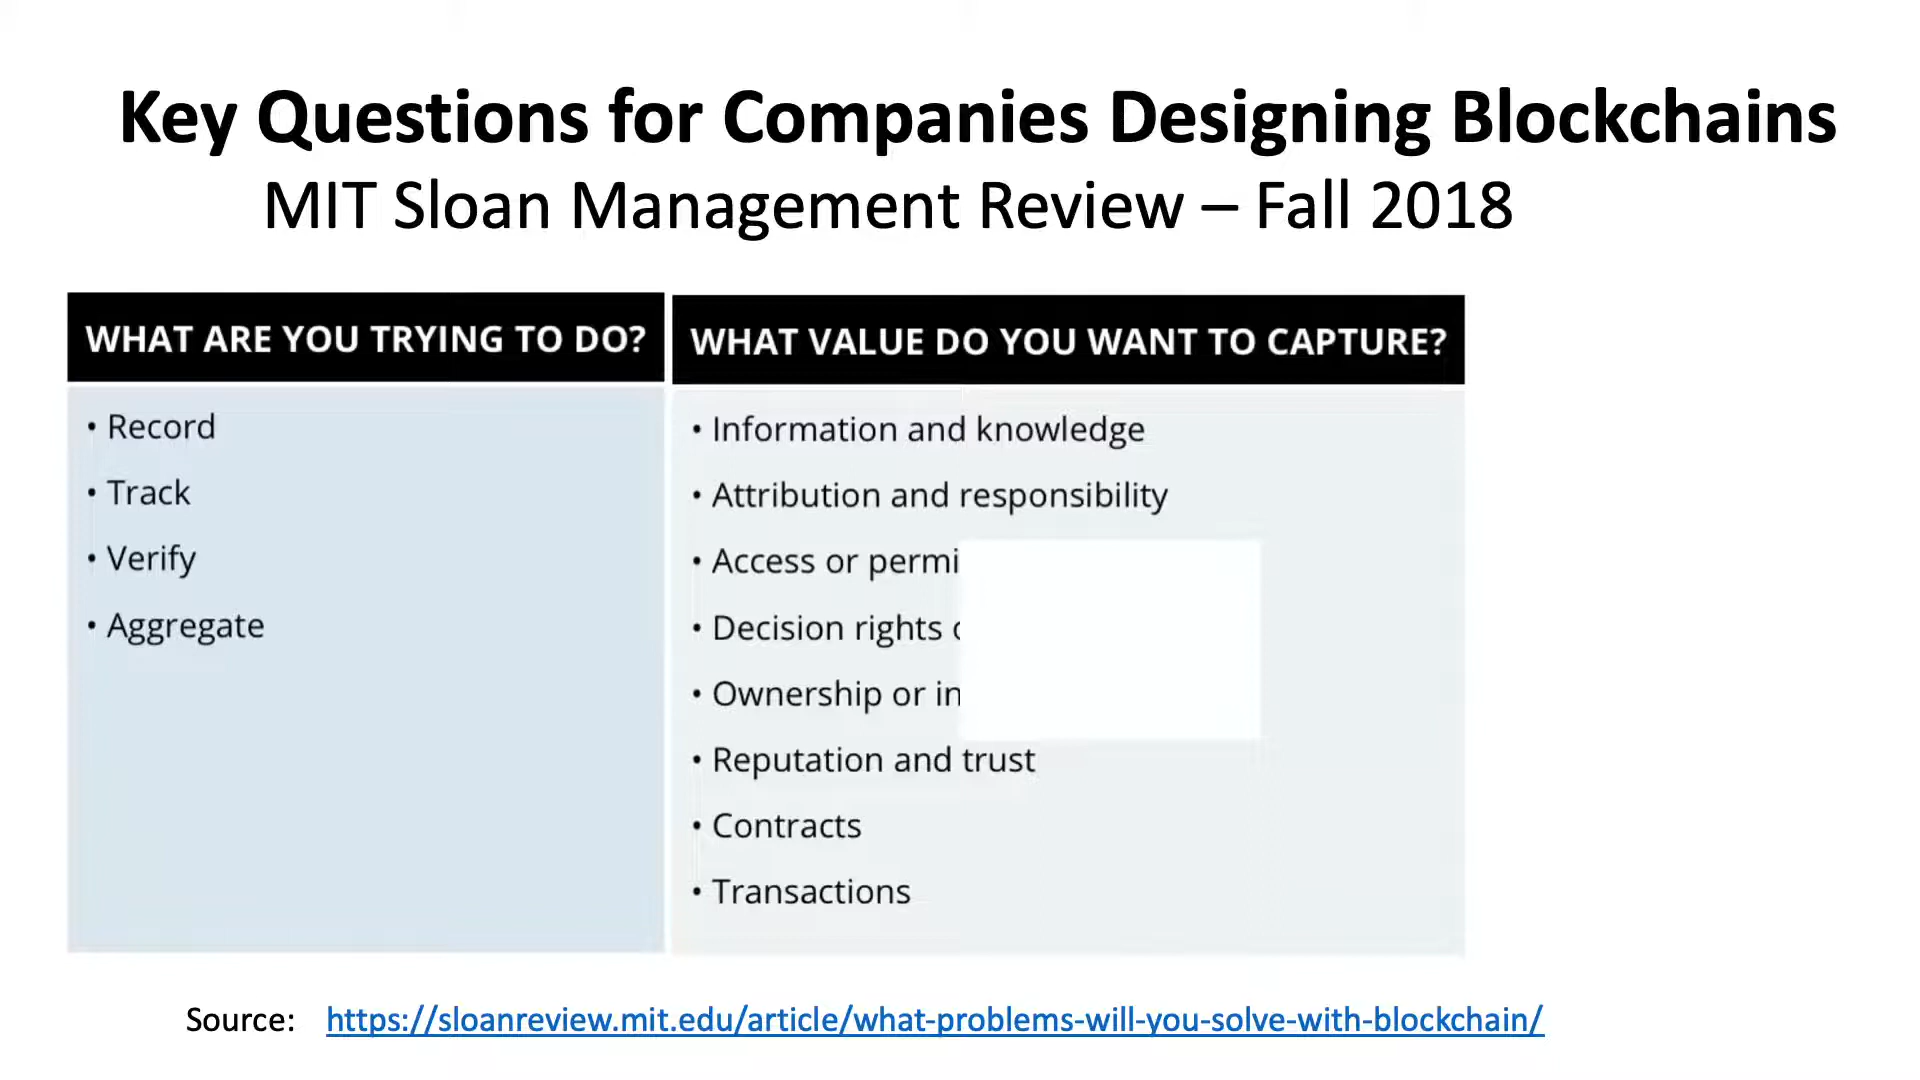 Key Questions for Companies Designing Blockchains
MIT Sloan Management Review – Fall 2018
WHAT ARE YOU TRYING TO DO?
• Record
• Track
• Verify
• Aggregate
WHAT VALUE DO YOU WANT TO CAPTURE?
• Information and knowledge
• Attribution and responsibility
• Access or
• Decision rights
• Ownership or
• Reputation and trust
• Contracts
• Transactions
Source: https://sloanreview.mit.edu/article/what-problems-will-you-solve-with-blockchain/